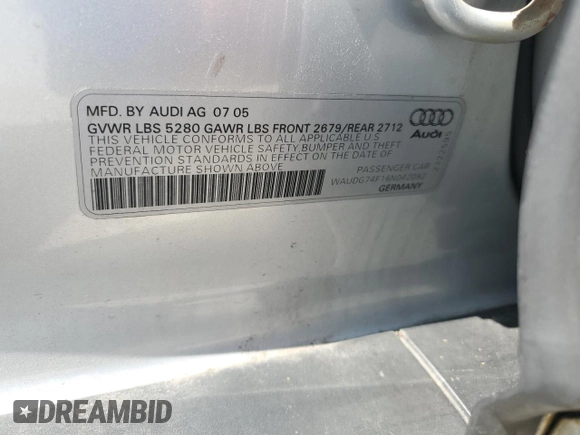 MFD. BY AUDI AG 07 05
GVWR LBS 5280 GAWR LBS FRONT 2679/REAR 2712
THIS VEHICLE CONFORMS TO ALL APPLICABLE U.S
FEDERAL MOTOR VEHICLE SAFETY,BUMPER AND THEFT
PREVENTION STANDARDS IN EFFECT ON THE DATE OF
MANUFACTURE SHOWN ABOVE
Audi
PASSENGER CAR
GERMANY
DREAMBID